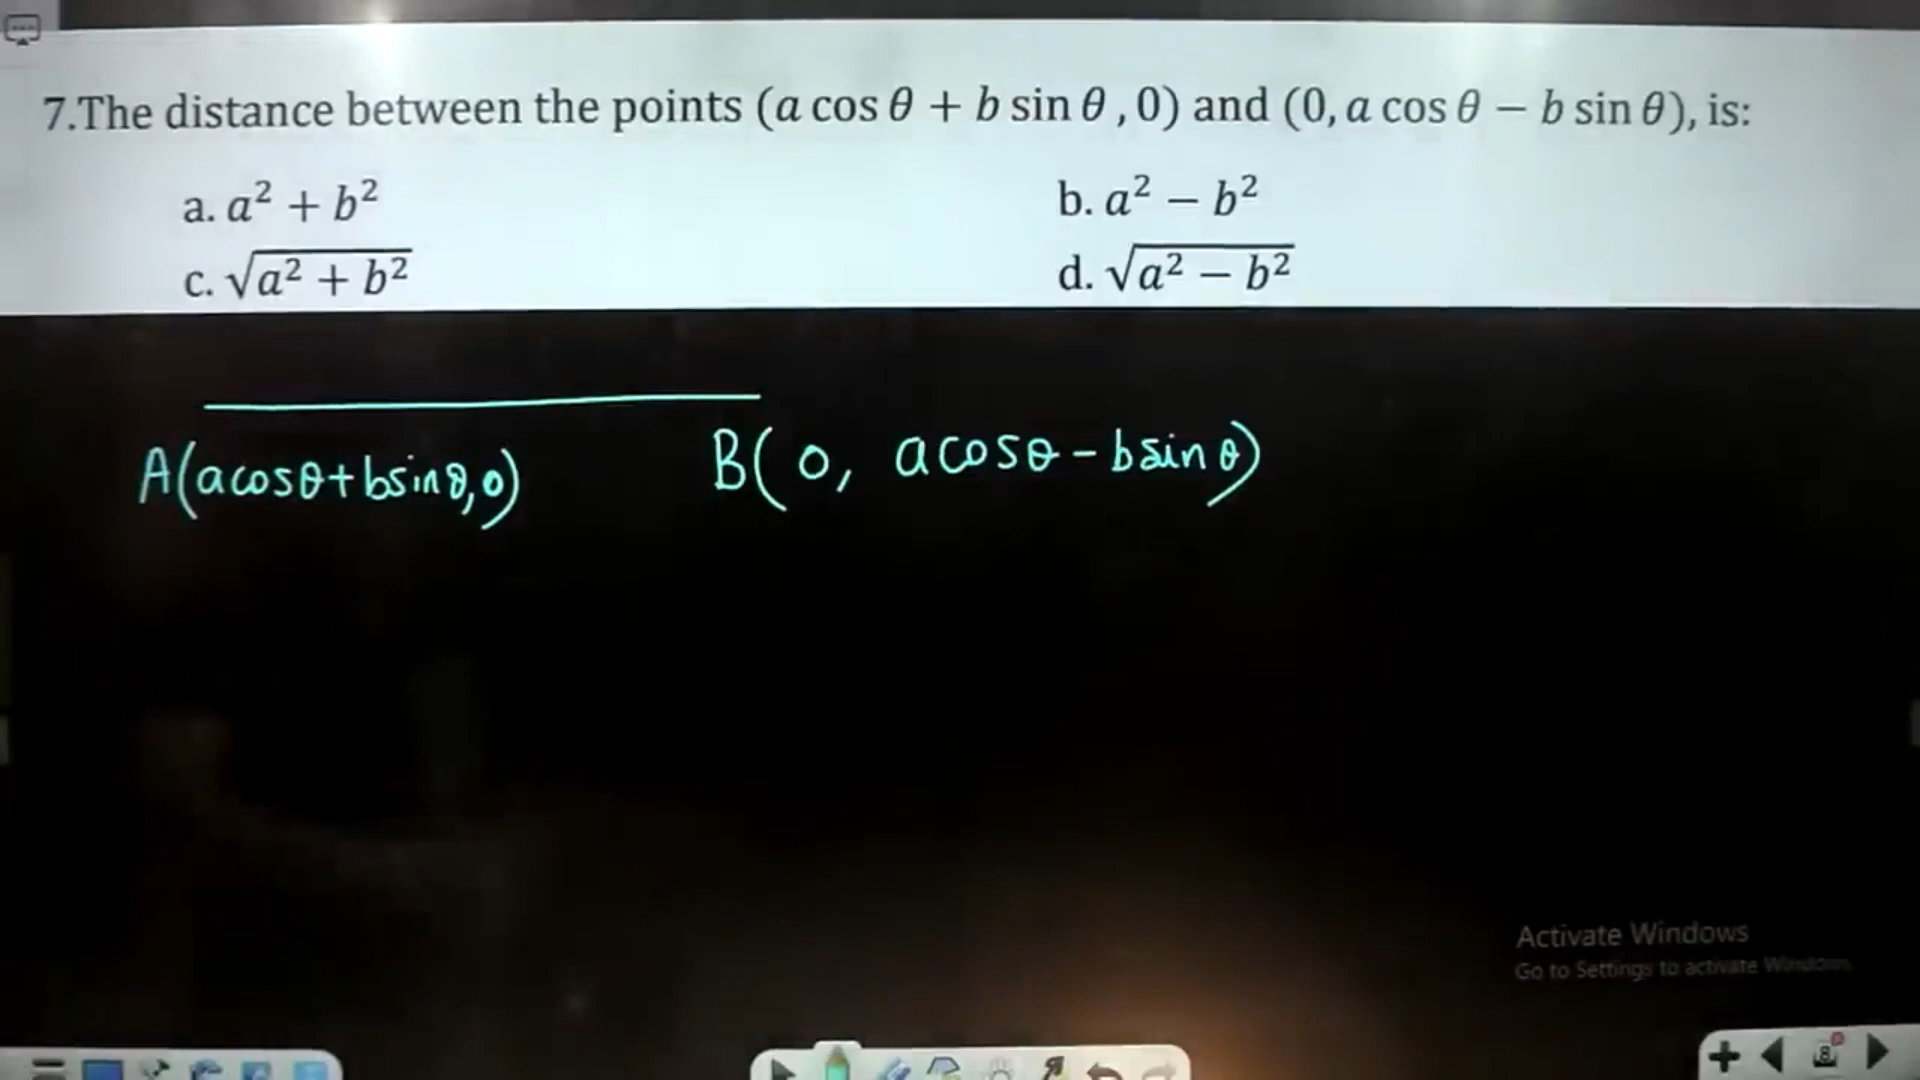 7.The distance between the points (a cos θ + b sin θ , 0) and (0, a cos θ − b sin θ), is:
a. a² + b²
b. a² − b²
c. √(a² + b²)
d. √(a² − b²)
A(acosθ+bsinθ,0)
B(0, acosθ-bsinθ)
Activate Windows
Go to Settings to activate Windows.
8